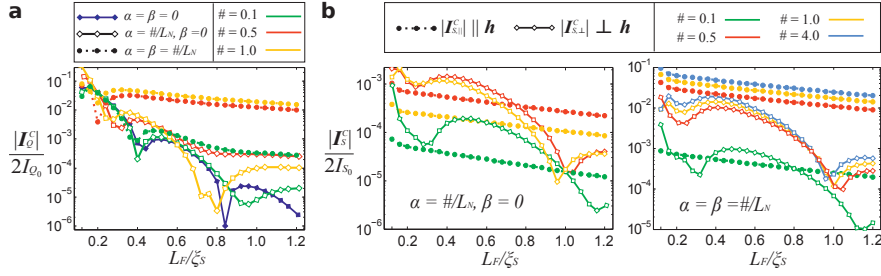 a
α = β = 0
α = #/L_N, β = 0
α = β = #/L_N
# = 0.1
# = 0.5
# = 1.0
10^-1
10^-2
10^-3
10^-4
10^-5
10^-6
|I_Q^C|
2I_Q0
0.2 0.4 0.6 0.8 1.0 1.2
L_F/ξ_S
b
|I_S,||^C| || h
|I_S,⊥^C| ⊥ h
# = 0.1
# = 0.5
# = 1.0
# = 4.0
10^-3
10^-4
10^-5
10^-6
|I_S^C|
2I_S0
α = #/L_N, β = 0
0.2 0.4 0.6 0.8 1.0 1.2
L_F/ξ_S
10^-1
10^-2
10^-3
10^-4
10^-5
α = β = #/L_N
0.2 0.4 0.6 0.8 1.0 1.2
L_F/ξ_S